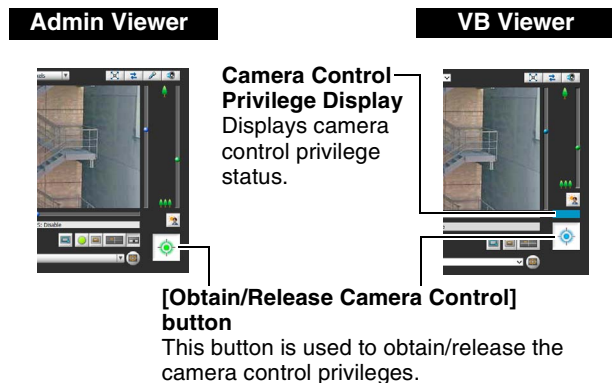 Admin Viewer
VB Viewer
Camera Control
Privilege Display
Displays camera
control privilege
status.
[Obtain/Release Camera Control]
button
This button is used to obtain/release the
camera control privileges.